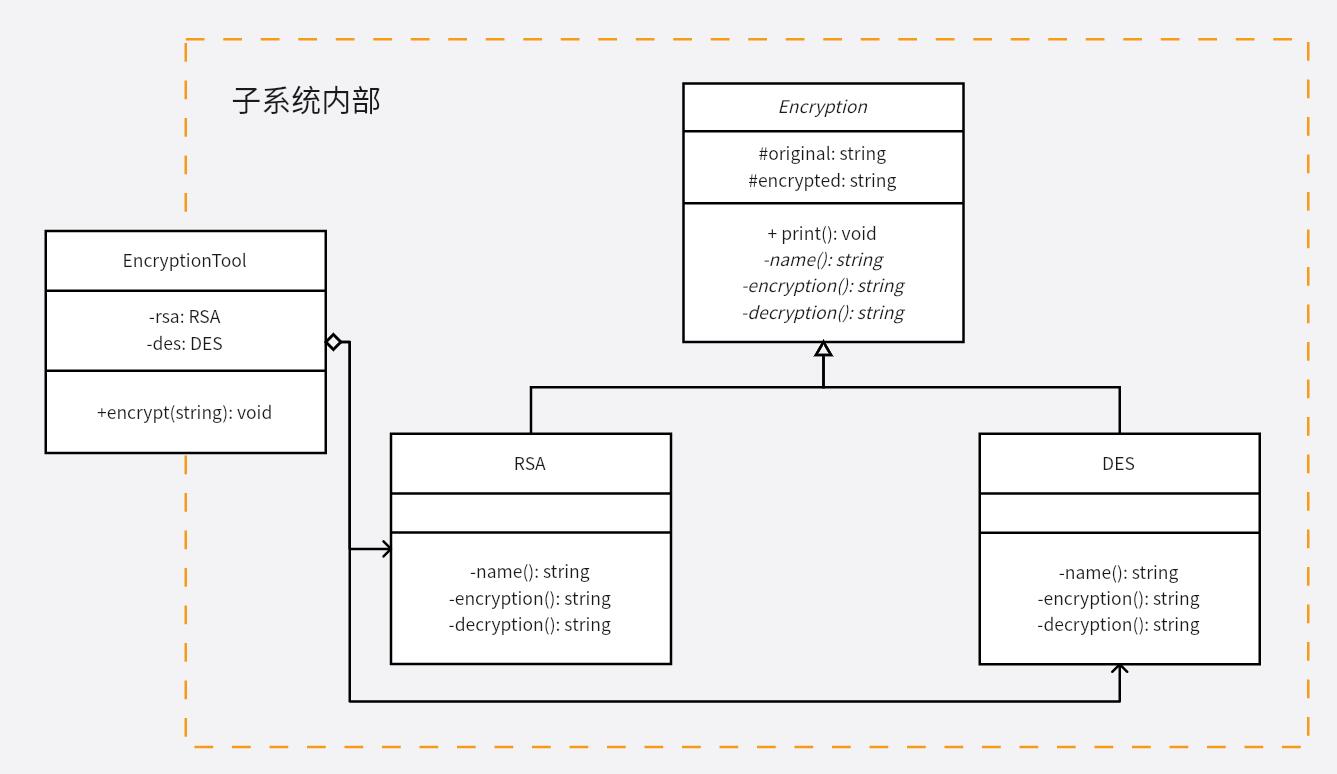 子系统内部
Encryption
#original: string
#encrypted: string
+ print(): void
-name(): string
-encryption(): string
-decryption(): string
EncryptionTool
-rsa: RSA
-des: DES
+encrypt(string): void
RSA
-name(): string
-encryption(): string
-decryption(): string
DES
-name(): string
-encryption(): string
-decryption(): string